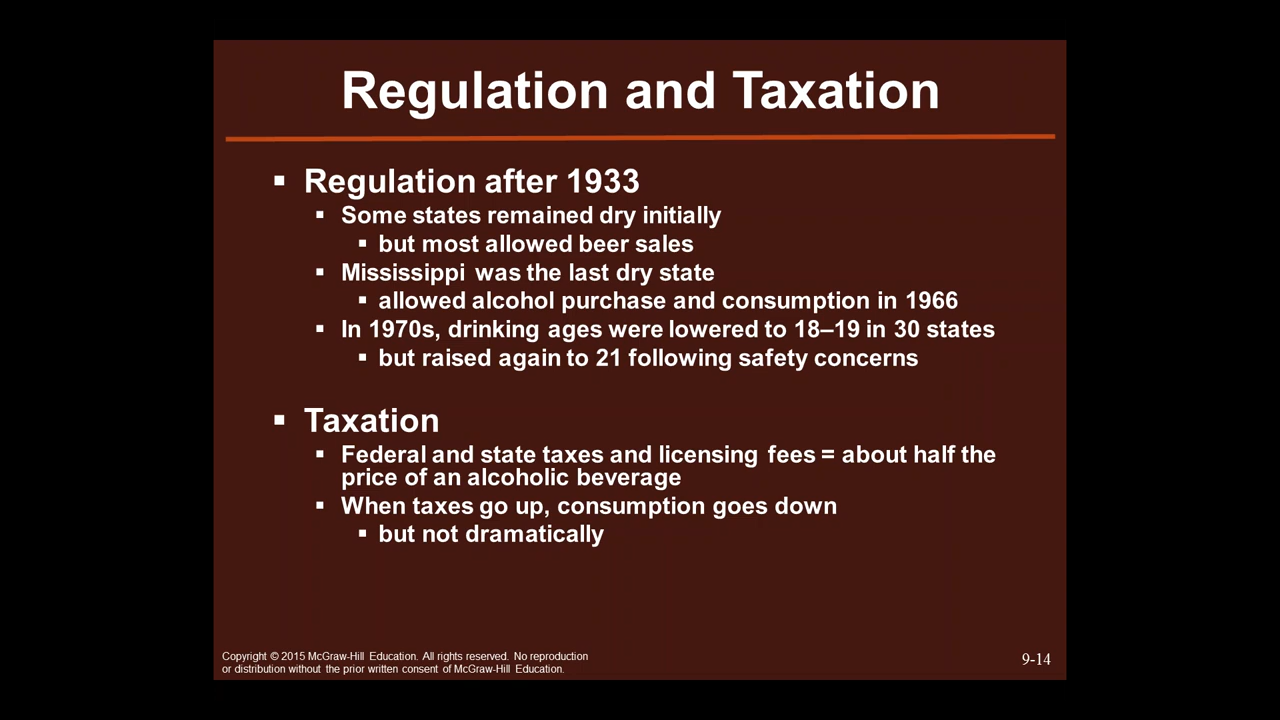 Regulation and Taxation
▪ Regulation after 1933
▪ Some states remained dry initially
▪ but most allowed beer sales
▪ Mississippi was the last dry state
▪ allowed alcohol purchase and consumption in 1966
▪ In 1970s, drinking ages were lowered to 18–19 in 30 states
▪ but raised again to 21 following safety concerns
▪ Taxation
▪ Federal and state taxes and licensing fees = about half the
price of an alcoholic beverage
▪ When taxes go up, consumption goes down
▪ but not dramatically
Copyright © 2015 McGraw-Hill Education. All rights reserved. No reproduction
or distribution without the prior written consent of McGraw-Hill Education.
9-14